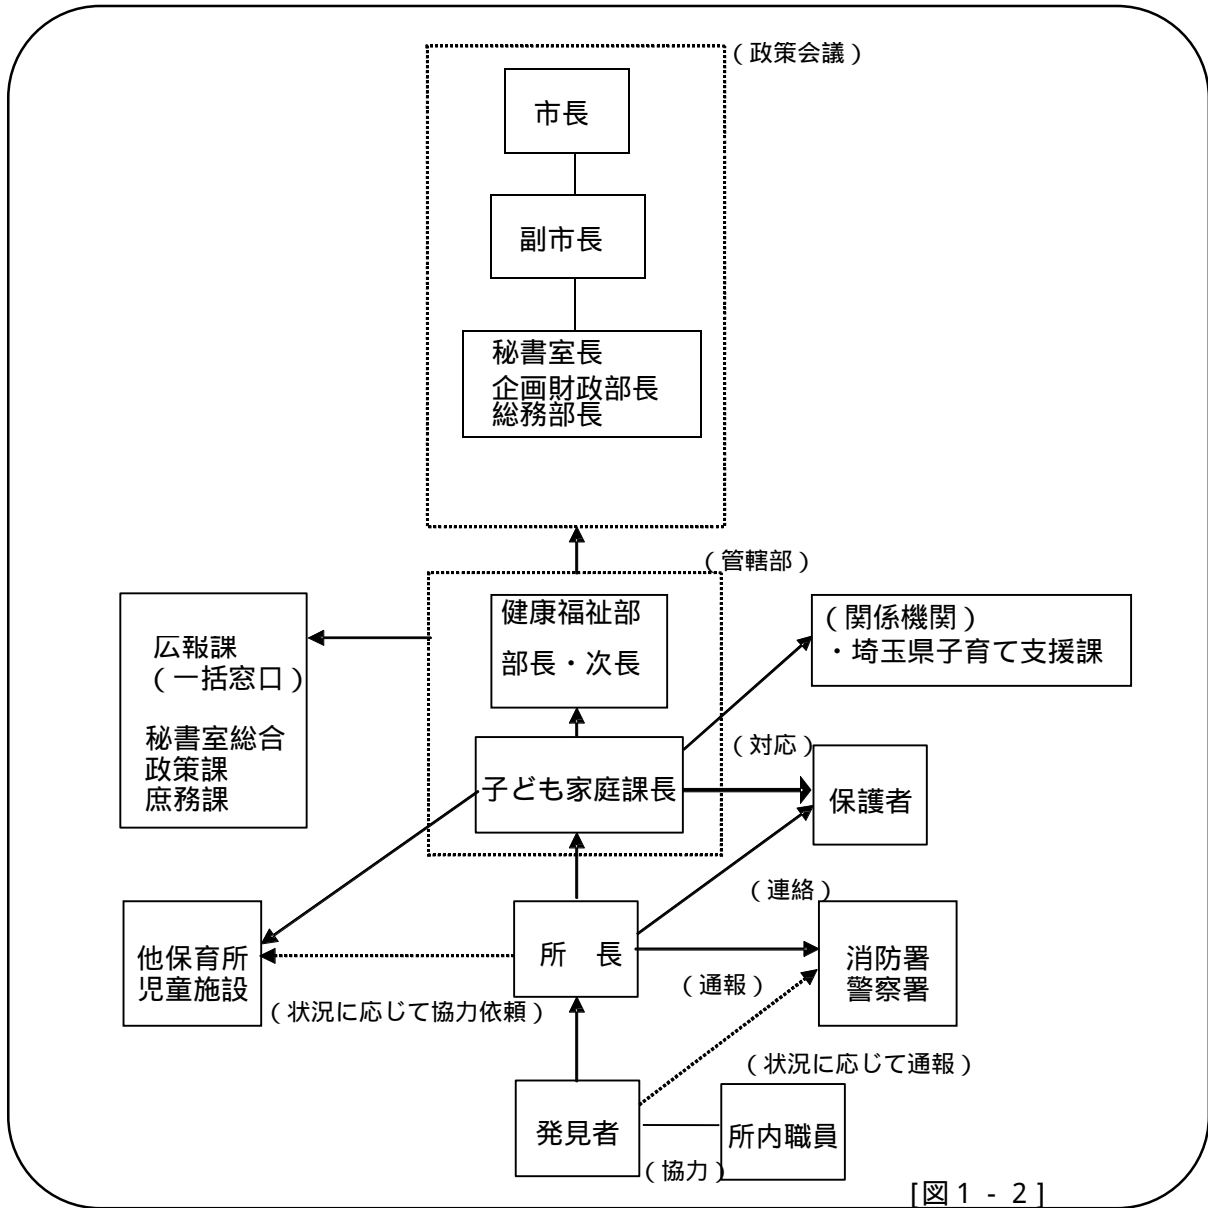 （政策会議）
市長
副市長
秘書室長
企画財政部長
総務部長
（管轄部）
健康福祉部
部長・次長
広報課
（一括窓口）
秘書室総合
政策課
庶務課
（関係機関）
・埼玉県子育て支援課
（対応）
子ども家庭課長
保護者
（連絡）
他保育所
児童施設
所　長
消防署
警察署
（通報）
（状況に応じて協力依頼）
（状況に応じて通報）
発見者
所内職員
（協力）
[図１-２]